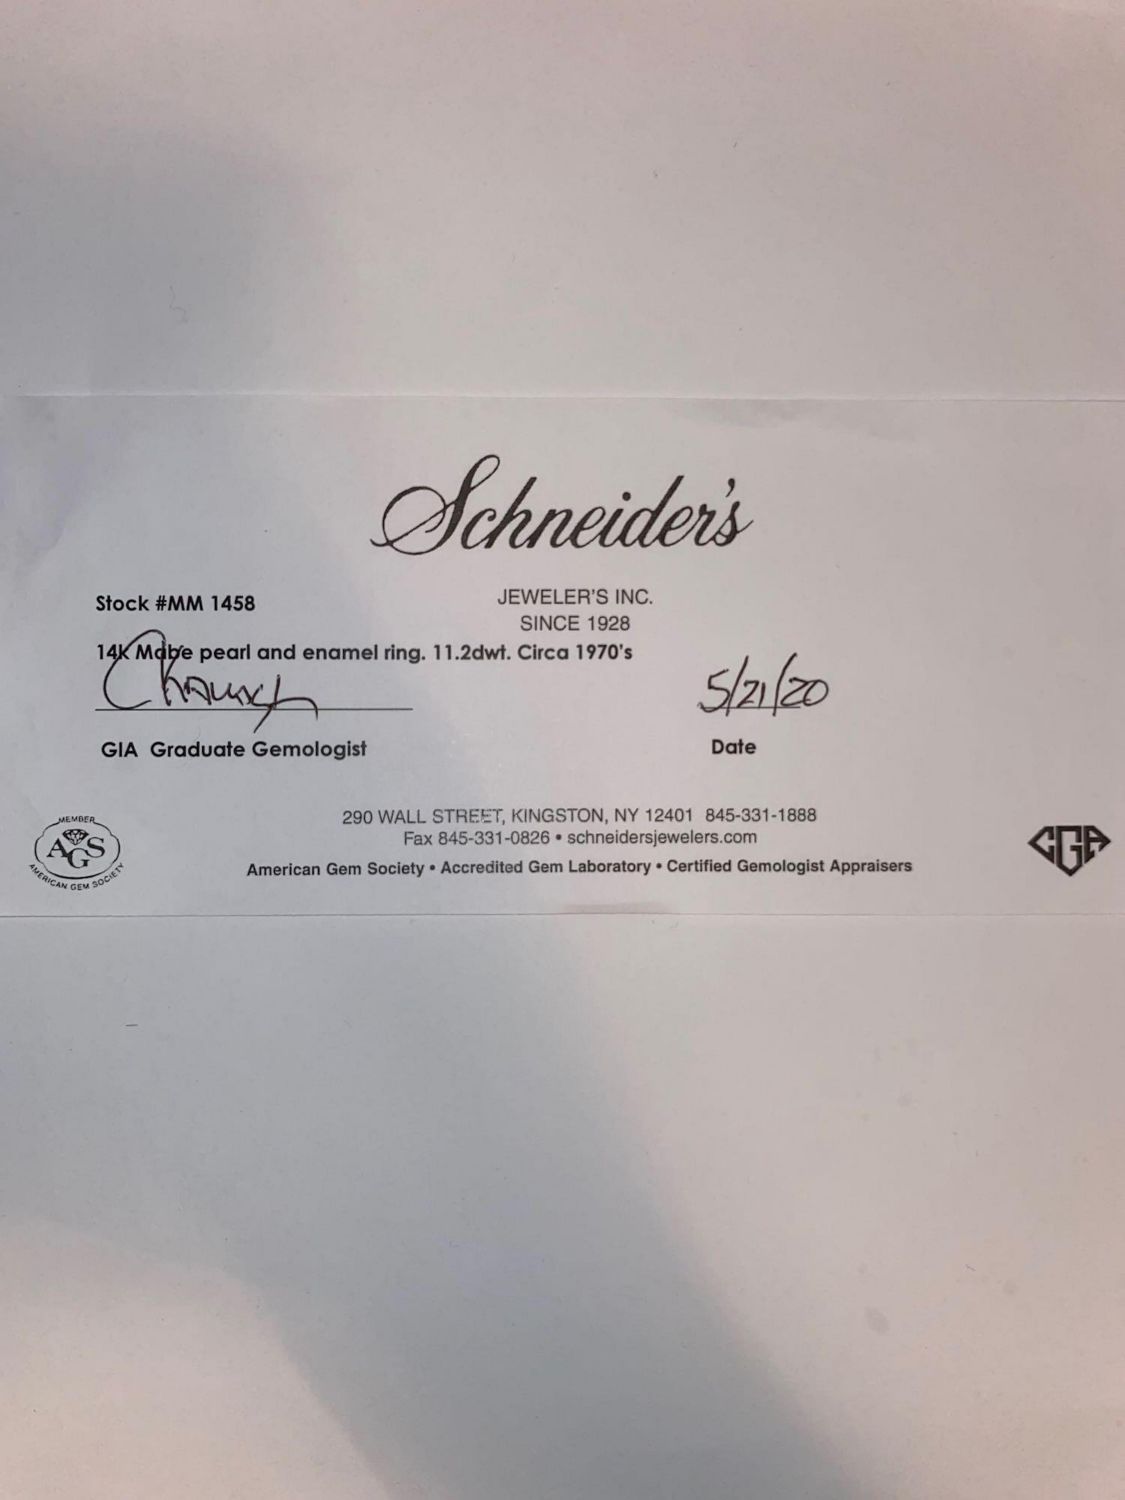 Schneider's
JEWELER'S INC.
SINCE 1928
Stock #MM 1458
14K Mabe pearl and enamel ring. 11.2dwt. Circa 1970's
5/21/20
GIA Graduate Gemologist
Date
290 WALL STREET, KINGSTON, NY 12401 845-331-1888
Fax 845-331-0826 • schneidersjewelers.com
American Gem Society • Accredited Gem Laboratory • Certified Gemologist Appraisers
MEMBER
AGS
AMERICAN GEM SOCIETY
CGA